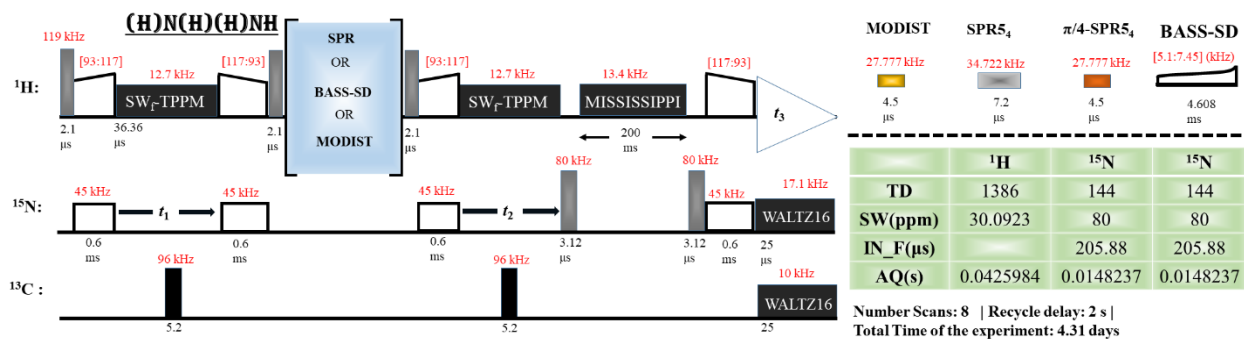 (H)N(H)(H)NH
119 kHz
[93:117]
12.7 kHz
[117:93]
SPR
OR
BASS-SD
OR
MODIST
[93:117]
12.7 kHz
13.4 kHz
[117:93]
¹H:
SWf-TPPM
SWf-TPPM
MISSISSIPPI
t₃
2.1
µs
36.36
µs
2.1
µs
2.1
µs
200
ms
80 kHz
80 kHz
¹⁵N:
45 kHz
t₁
45 kHz
45 kHz
t₂
45 kHz
17.1 kHz
WALTZ16
0.6
ms
0.6
ms
0.6
ms
3.12
µs
3.12
µs
0.6
ms
25
µs
¹³C :
96 kHz
96 kHz
10 kHz
WALTZ16
5.2
5.2
25
MODIST SPR5₄ π/4-SPR5₄ BASS-SD
27.777 kHz 34.722 kHz 27.777 kHz [5.1:7.45] (kHz)
4.5 7.2 4.5 4.608
µs µs µs ms
¹H ¹⁵N ¹⁵N
TD 1386 144 144
SW(ppm) 30.0923 80 80
IN_F(µs) 205.88 205.88
AQ(s) 0.0425984 0.0148237 0.0148237
Number Scans: 8 | Recycle delay: 2 s |
Total Time of the experiment: 4.31 days